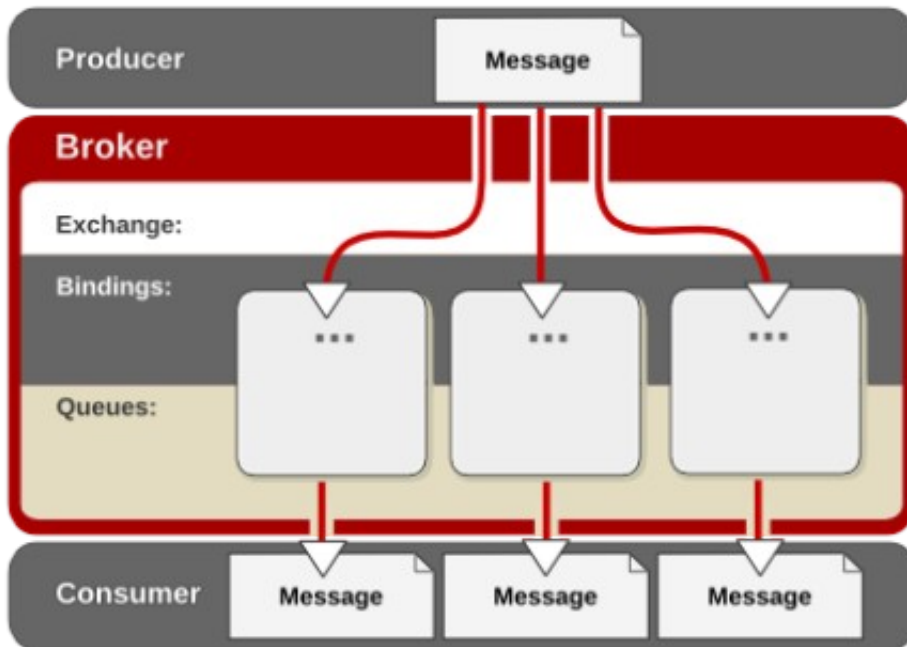 Producer
Message
Broker
Exchange:
Bindings:
... ... ...
Queues:
Consumer
Message Message Message